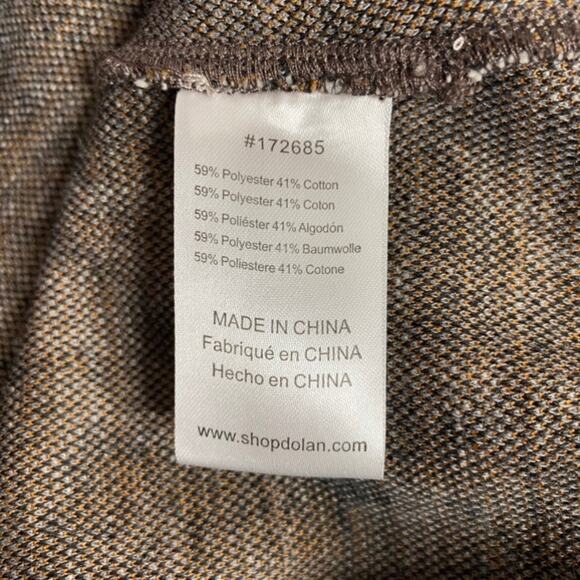 #172685
59% Polyester 41% Cotton
59% Polyester 41% Coton
59% Poliéster 41% Algodón
59% Polyester 41% Baumwolle
59% Poliestere 41% Cotone
MADE IN CHINA
Fabriqué en CHINA
Hecho en CHINA
www.shopdolan.com